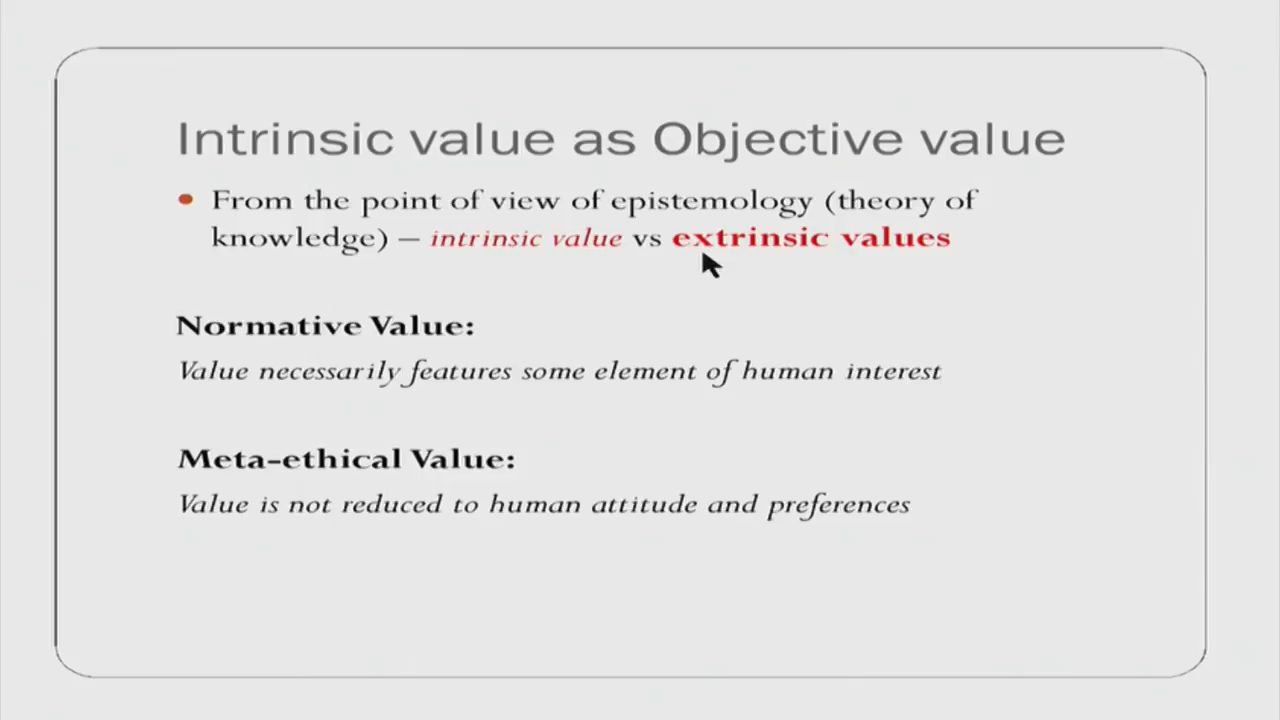 Intrinsic value as Objective value
• From the point of view of epistemology (theory of
knowledge) – intrinsic value vs extrinsic values
Normative Value:
Value necessarily features some element of human interest
Meta-ethical Value:
Value is not reduced to human attitude and preferences